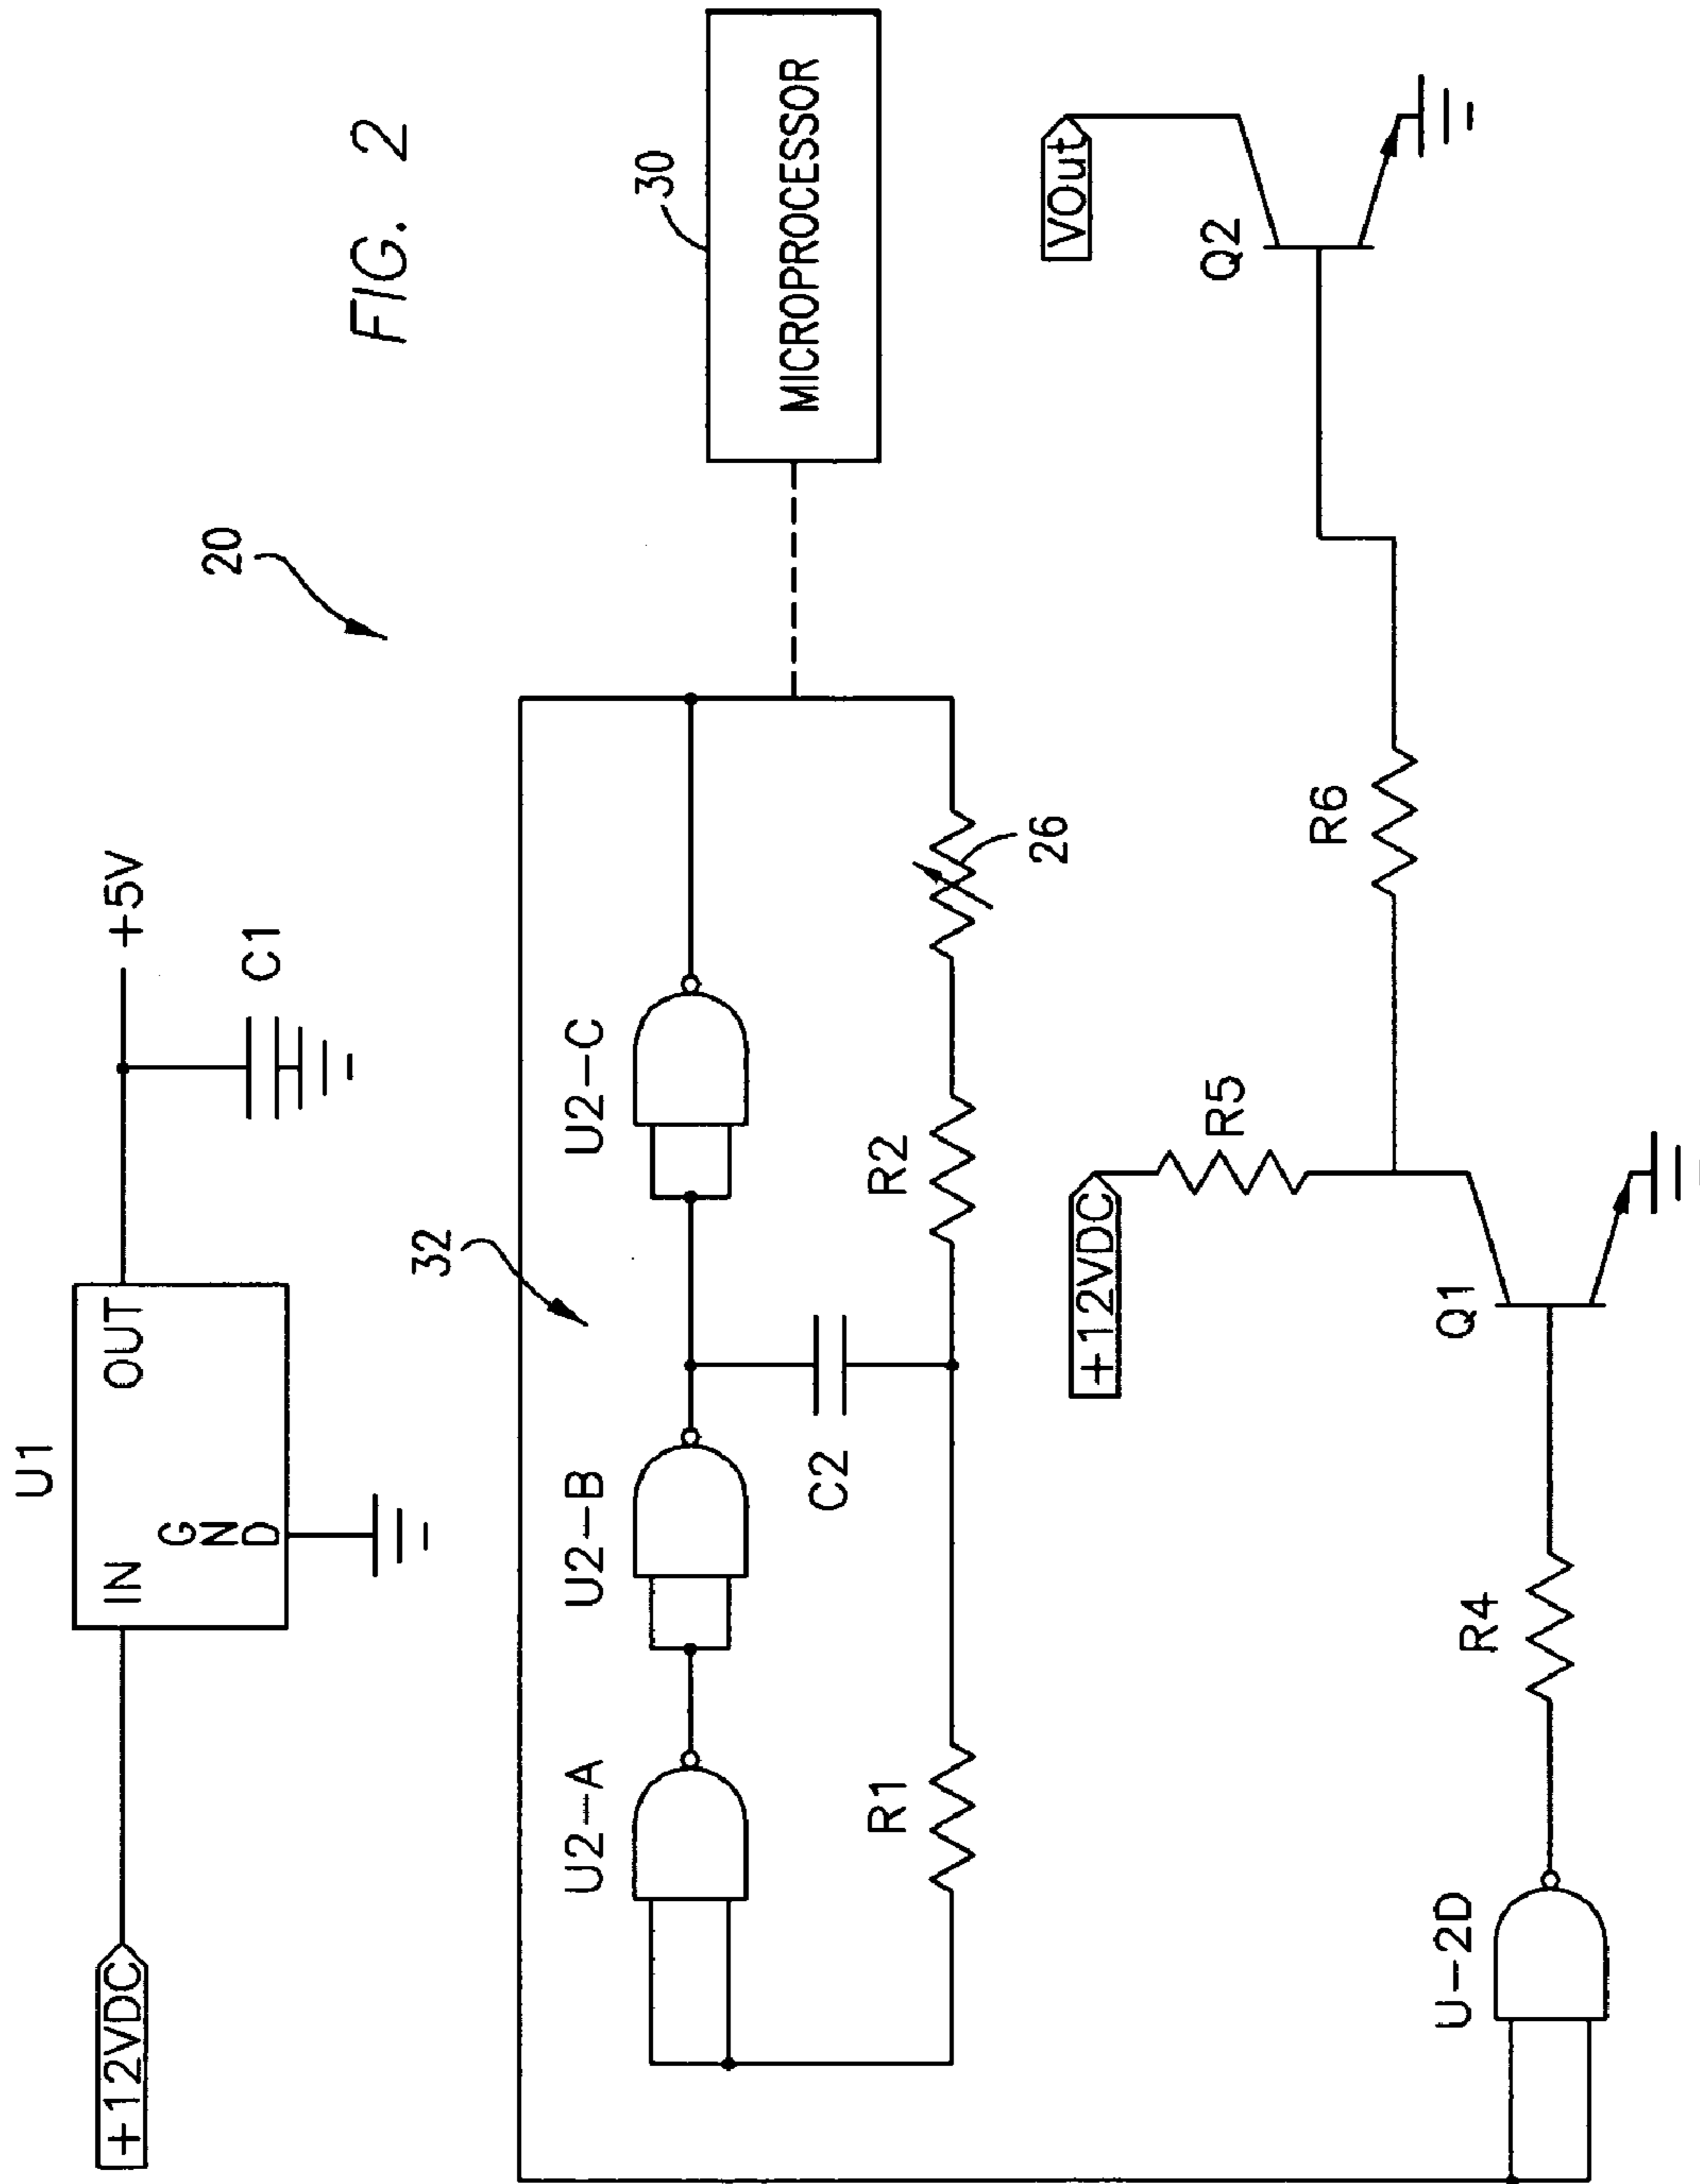 FIG. 2
U1
IN
OUT
GND
+12VDC
+5V
C1
20
32
U2-A
U2-B
U2-C
C2
R1
R2
26
30
MICROPROCESSOR
+12VDC
R5
VOut
U-2D
R4
Q1
R6
Q2